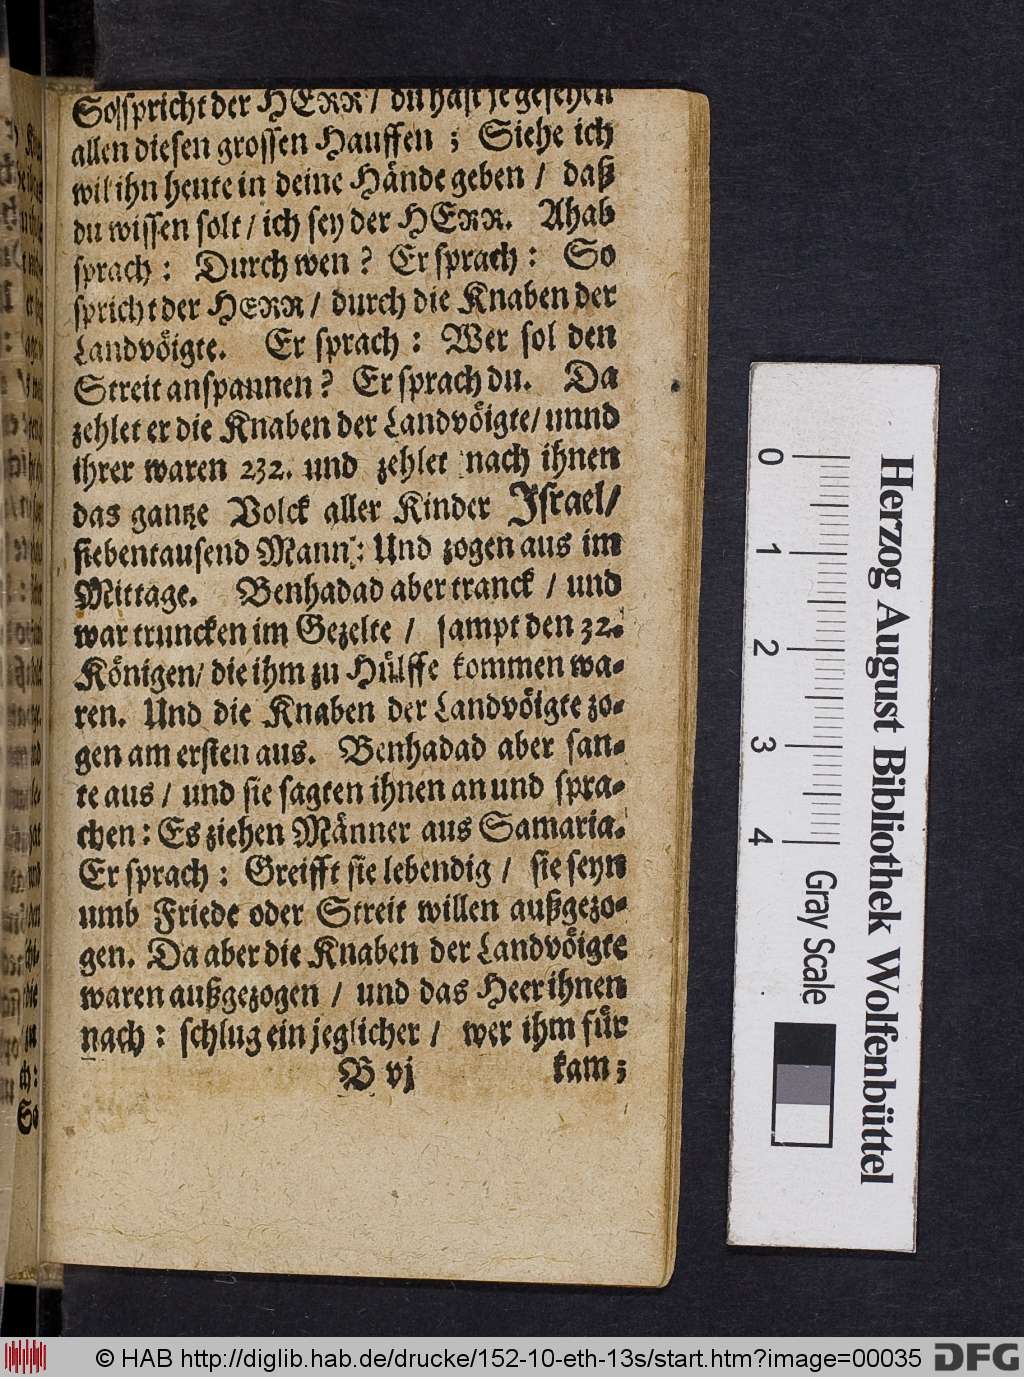 So spricht der HERR / du hast je gesehen
allen diesen grossen Hauffen ; Siehe ich
wil ihn heute in deine Hände geben / daß
du wissen solt / ich sey der HERR. Ahab
sprach : Durch wen ? Er sprach : So
spricht der HERR / durch die Knaben der
Landvöigte. Er sprach : Wer sol den
Streit anspannen ? Er sprach du. Da
zehlet er die Knaben der Landvöigte / unnd
ihrer waren 232. und zehlet nach ihnen
das gantze Volck aller Kinder Israel /
siebentausend Mann : Und zogen aus im
Mittage. Benhadad aber tranck / und
war truncken im Gezelte / sampt den 32.
Königen / die ihm zu Hülffe kommen wa-
ren. Und die Knaben der Landvöigte zo-
gen am ersten aus. Benhadad aber san-
te aus / und sie sagten ihnen an und spra-
chen : Es ziehen Männer aus Samaria.
Er sprach : Greifft sie lebendig / sie seyn
umb Friede oder Streit willen außgezo-
gen. Da aber die Knaben der Landvöigte
waren außgezogen / und das Heer ihnen
nach : schlug ein jeglicher / wer ihm für
B vj kam ;
So
Herzog August Bibliothek Wolfenbüttel
0 1 2 3 4
Gray Scale
© HAB http://diglib.hab.de/drucke/152-10-eth-13s/start.htm?image=00035
DFG